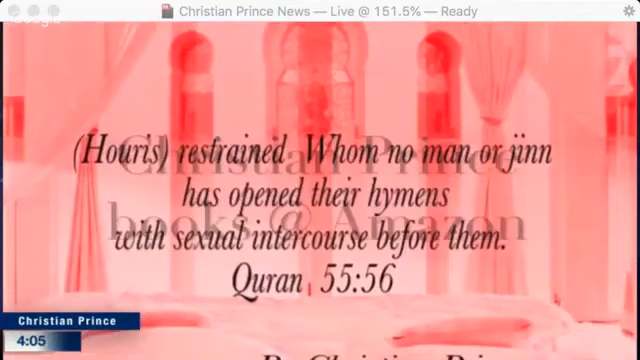 Christian Prince News — Live @ 151.5% — Ready
(Houris) restrained Whom no man or jinn
has opened their hymens
with sexual intercourse before them.
Quran 55:56
Christian Prince
books @ Amazon
Christian Prince
4:05